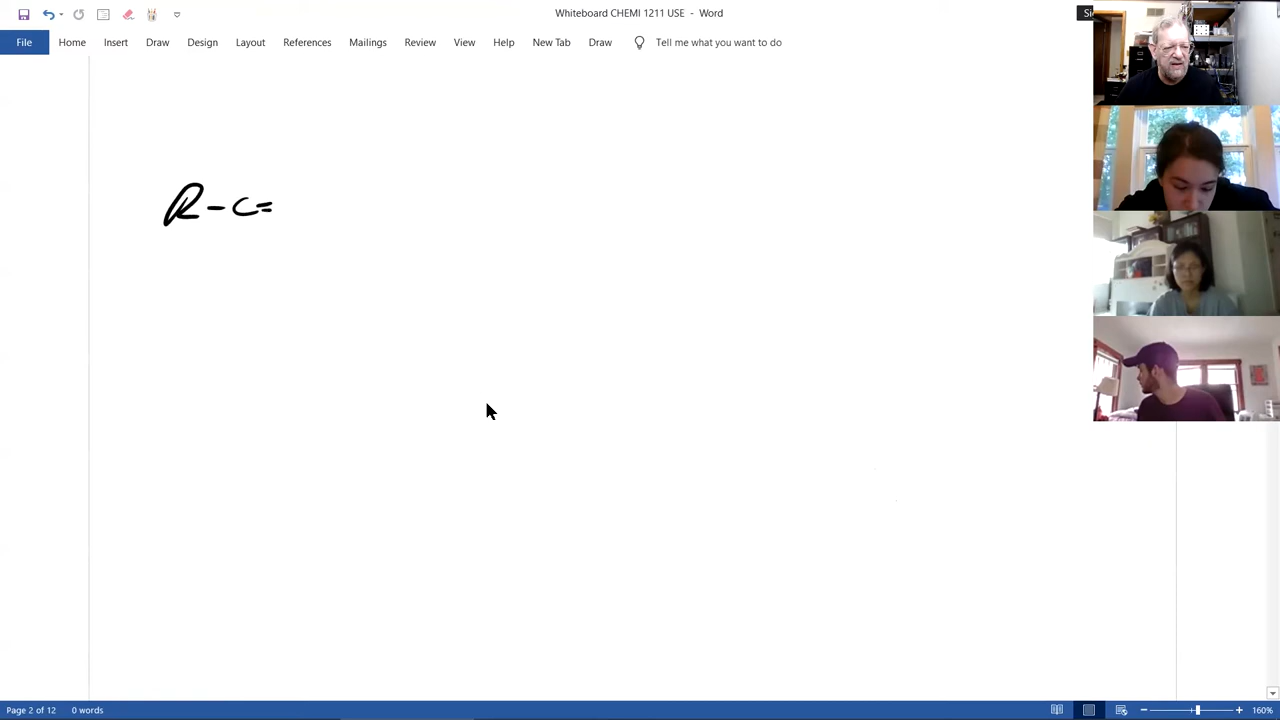 Whiteboard CHEMI 1211 USE - Word
File Home Insert Draw Design Layout References Mailings Review View Help New Tab Draw Tell me what you want to do
R - C =
Page 2 of 12 0 words 160%